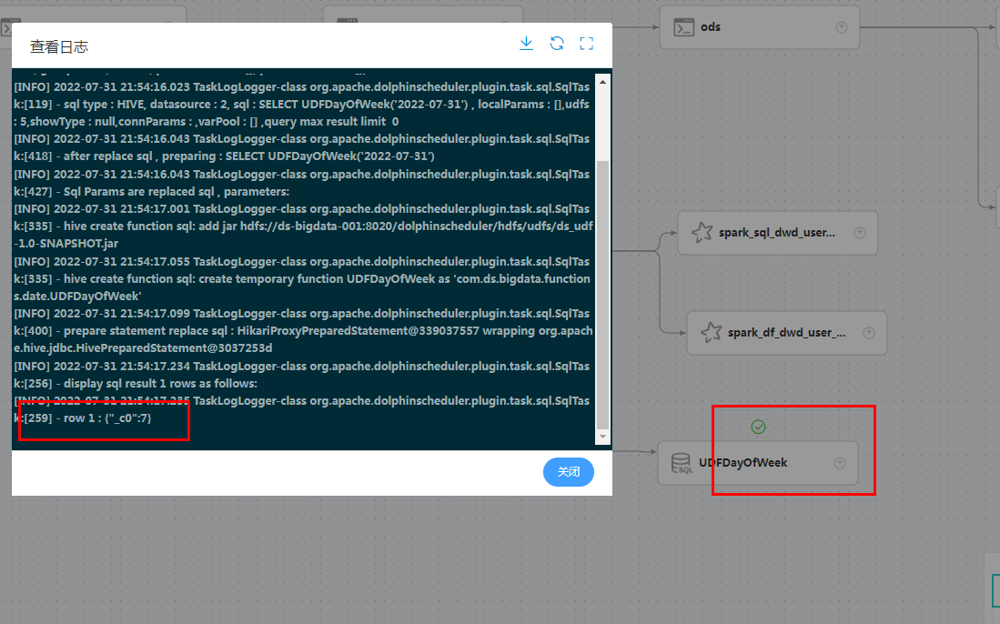 查看日志
[INFO] 2022-07-31 21:54:16.023 TaskLogLogger-class org.apache.dolphinscheduler.plugin.task.sql.SqlTas
k:[119] - sql type : HIVE, datasource : 2, sql : SELECT UDFDayOfWeek('2022-07-31') , localParams : [],udfs
: 5,showType : null,connParams : ,varPool : [] ,query max result limit 0
[INFO] 2022-07-31 21:54:16.043 TaskLogLogger-class org.apache.dolphinscheduler.plugin.task.sql.SqlTas
k:[418] - after replace sql , preparing : SELECT UDFDayOfWeek('2022-07-31')
[INFO] 2022-07-31 21:54:16.043 TaskLogLogger-class org.apache.dolphinscheduler.plugin.task.sql.SqlTas
k:[427] - Sql Params are replaced sql , parameters:
[INFO] 2022-07-31 21:54:17.001 TaskLogLogger-class org.apache.dolphinscheduler.plugin.task.sql.SqlTas
k:[335] - hive create function sql: add jar hdfs://ds-bigdata-001:8020/dolphinscheduler/hdfs/udfs/ds_udf
-1.0-SNAPSHOT.jar
[INFO] 2022-07-31 21:54:17.055 TaskLogLogger-class org.apache.dolphinscheduler.plugin.task.sql.SqlTas
k:[335] - hive create function sql: create temporary function UDFDayOfWeek as 'com.ds.bigdata.function
s.date.UDFDayOfWeek'
[INFO] 2022-07-31 21:54:17.099 TaskLogLogger-class org.apache.dolphinscheduler.plugin.task.sql.SqlTas
k:[400] - prepare statement replace sql : HikariProxyPreparedStatement@339037557 wrapping org.apach
e.hive.jdbc.HivePreparedStatement@3037253d
[INFO] 2022-07-31 21:54:17.234 TaskLogLogger-class org.apache.dolphinscheduler.plugin.task.sql.SqlTas
k:[256] - display sql result 1 rows as follows:
[INFO] 2022-07-31 21:54:17.235 TaskLogLogger-class org.apache.dolphinscheduler.plugin.task.sql.SqlTas
k:[259] - row 1 : {"_c0":7}
关闭
ods
spark_sql_dwd_user...
spark_df_dwd_user_...
SQL
UDFDayOfWeek